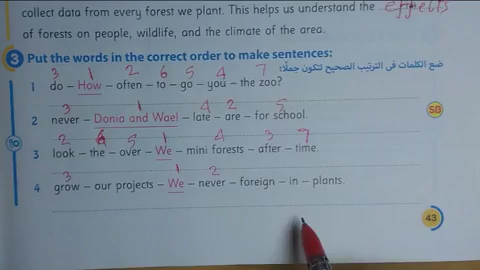 collect data from every forest we plant. This helps us understand the effects
of forests on people, wildlife, and the climate of the area.
3 Put the words in the correct order to make sentences: ضع الكلمات فى الترتيب الصحيح لتكون جملًا:
3 1 2 6 5 4 7
1 do – How – often – to – go – you – the zoo?
3 1 4 2 5
2 never – Donia and Wael – late – are – for school.
SB
2 6 5 1 4 3 7
3 look – the – over – We – mini forests – after – time.
3 1 2
4 grow – our projects – We – never – foreign – in – plants.
90
43